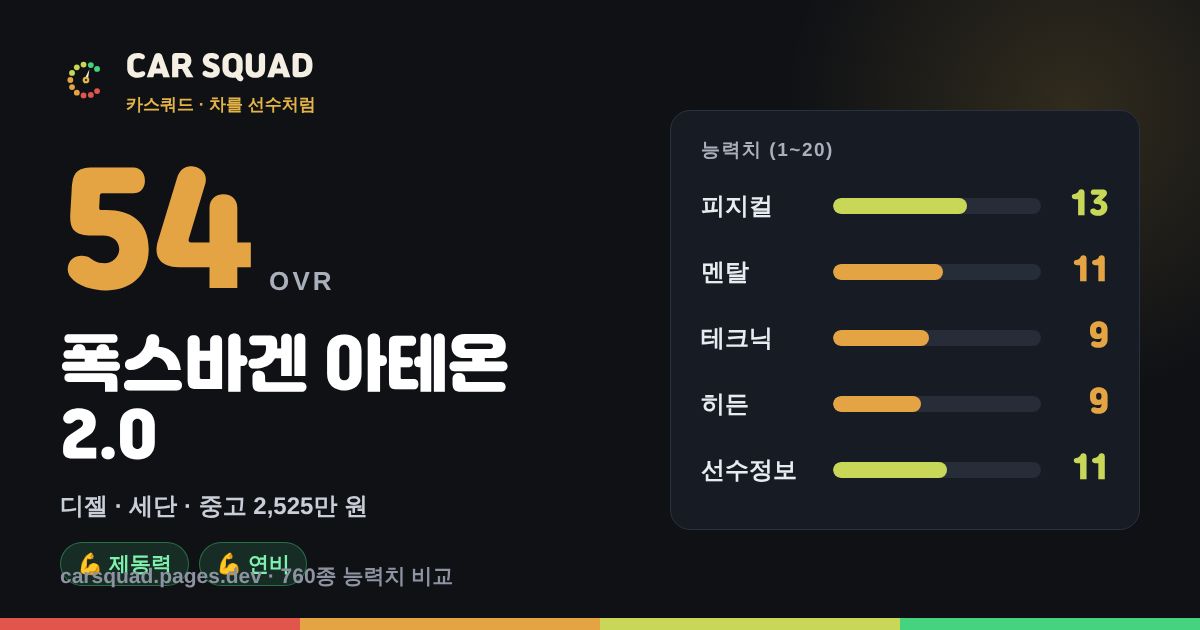 CAR SQUAD
카스쿼드 · 차를 선수처럼
54 OVR
폭스바겐 아테온
2.0
디젤 · 세단 · 중고 2,525만 원
💪 제동력 💪 연비
carsquad.pages.dev · 760종 능력치 비교
능력치 (1~20)
피지컬 13
멘탈 11
테크닉 9
히든 9
선수정보 11